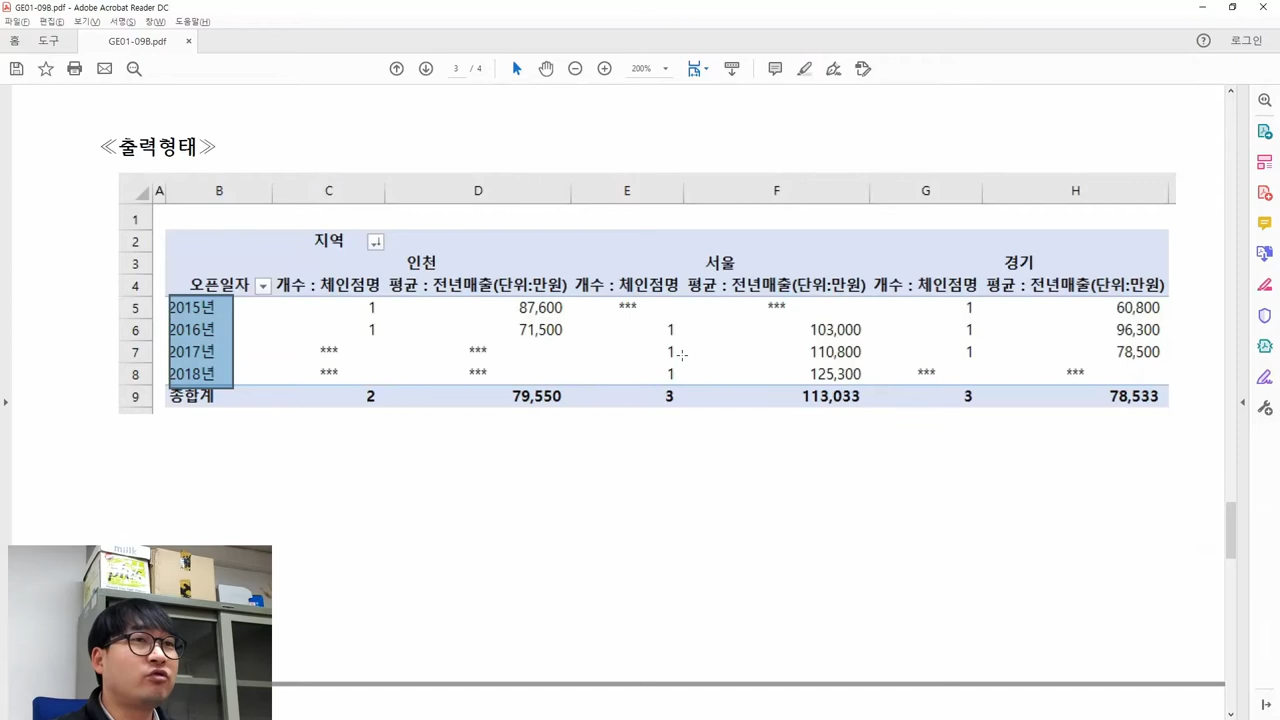 GE01-09B.pdf - Adobe Acrobat Reader DC
파일(F) 편집(E) 보기(V) 서명(S) 창(W) 도움말(H)
홈 도구 GE01-09B.pdf × 로그인
3 / 4 200%
≪출력형태≫
A B C D E F G H
1
2 지역
3 인천 서울 경기
4 오픈일자 개수 : 체인점명 평균 : 전년매출(단위:만원) 개수 : 체인점명 평균 : 전년매출(단위:만원) 개수 : 체인점명 평균 : 전년매출(단위:만원)
5 2015년 1 87,600 *** *** 1 60,800
6 2016년 1 71,500 1 103,000 1 96,300
7 2017년 *** *** 1 110,800 1 78,500
8 2018년 *** *** 1 125,300 *** ***
9 총합계 2 79,550 3 113,033 3 78,533
milk